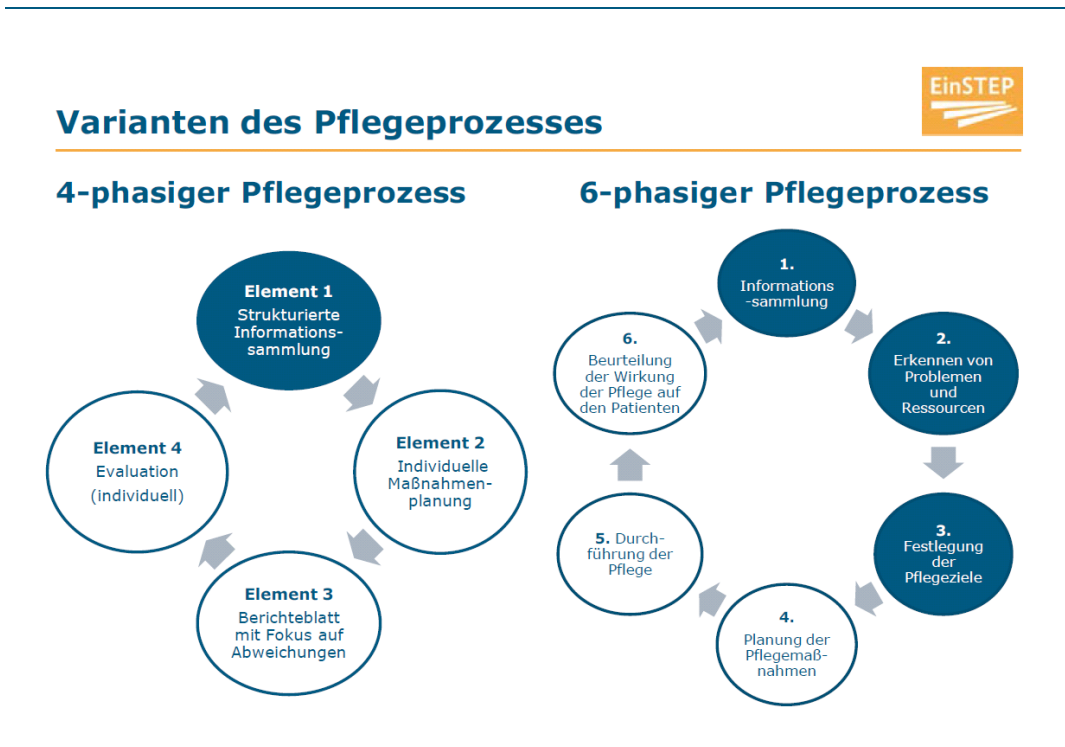 EinSTEP
Varianten des Pflegeprozesses
4-phasiger Pflegeprozess
Element 1
Strukturierte
Informations-
sammlung
Element 2
Individuelle
Maßnahmen-
planung
Element 3
Berichteblatt
mit Fokus auf
Abweichungen
Element 4
Evaluation
(individuell)
6-phasiger Pflegeprozess
1.
Informations
-sammlung
2.
Erkennen von
Problemen
und
Ressourcen
3.
Festlegung
der
Pflegeziele
4.
Planung der
Pflegemaß-
nahmen
5. Durch-
führung der
Pflege
6.
Beurteilung
der Wirkung
der Pflege auf
den Patienten